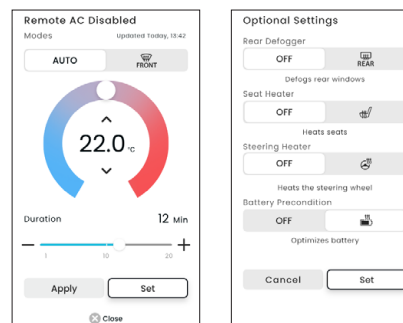 Remote AC Disabled
Modes
Updated Today, 13:42
AUTO
FRONT
22.0 °C
Duration
12 Min
1 10 20
Apply
Set
Close
Optional Settings
Rear Defogger
OFF
REAR
Defogs rear windows
Seat Heater
OFF
Heats seats
Steering Heater
OFF
Heats the steering wheel
Battery Precondition
OFF
Optimizes battery
Cancel
Set